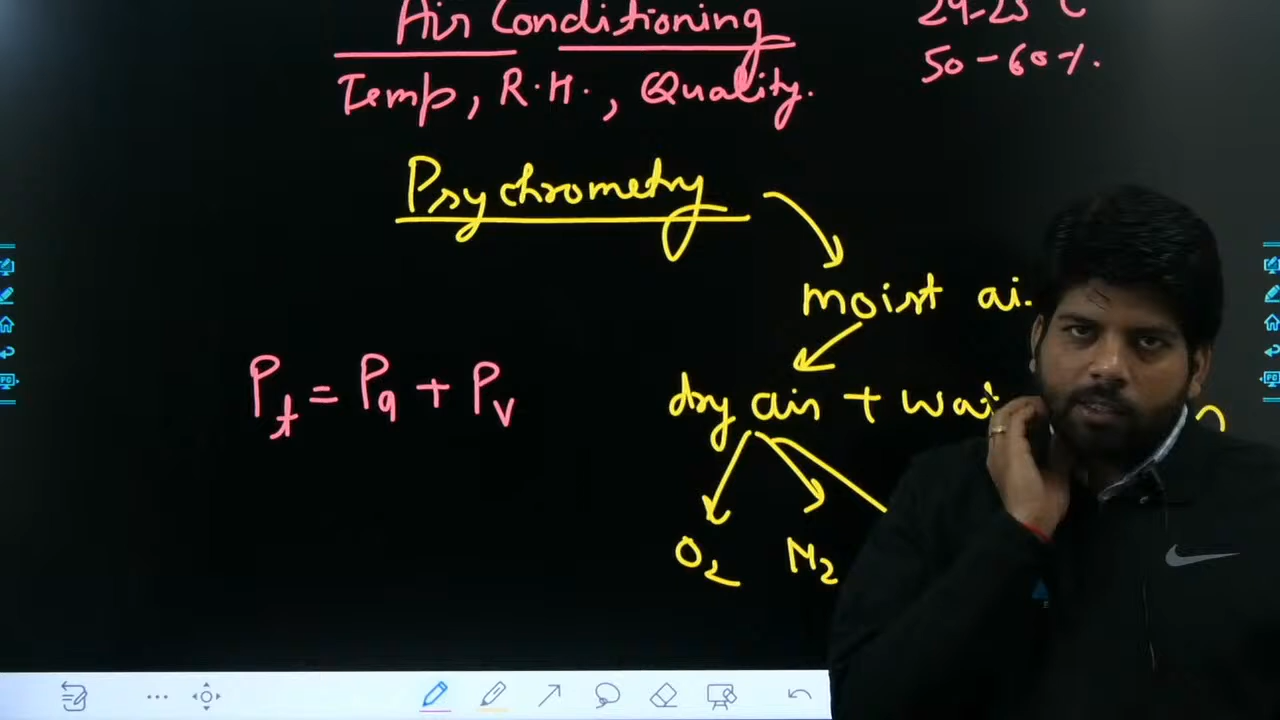 Air Conditioning
Temp, R.H., Quality.
50-60%.
Psychrometry
moist ai
Pt = Pa + Pv
dry air + wat
O2
N2